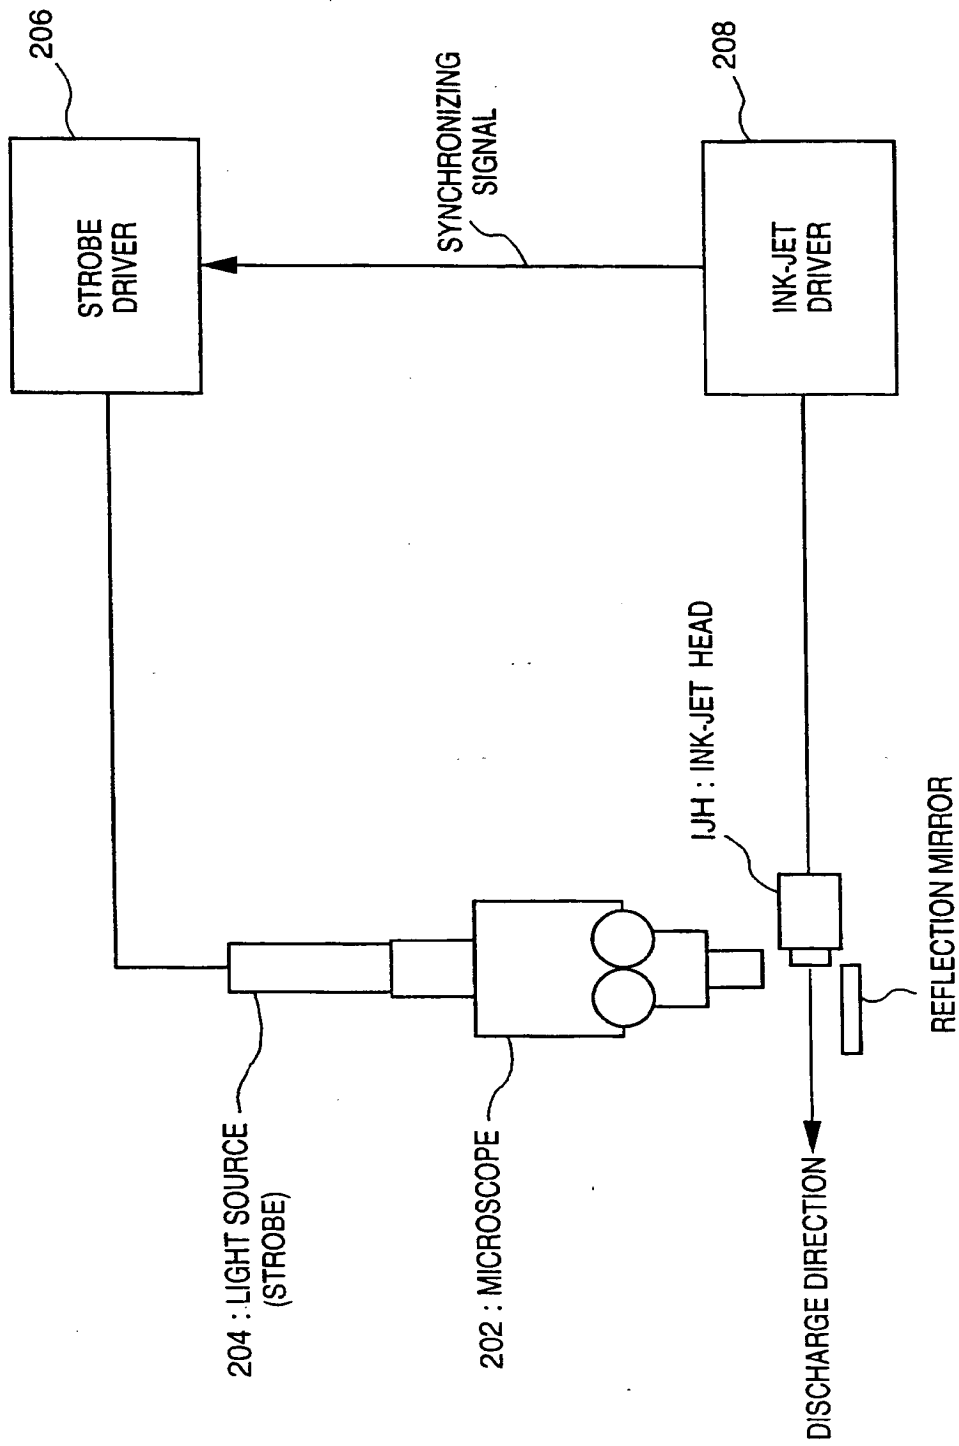 204 : LIGHT SOURCE
(STROBE)
206
STROBE
DRIVER
202 : MICROSCOPE
SYNCHRONIZING
SIGNAL
IJH : INK-JET HEAD
208
INK-JET
DRIVER
DISCHARGE DIRECTION
REFLECTION MIRROR